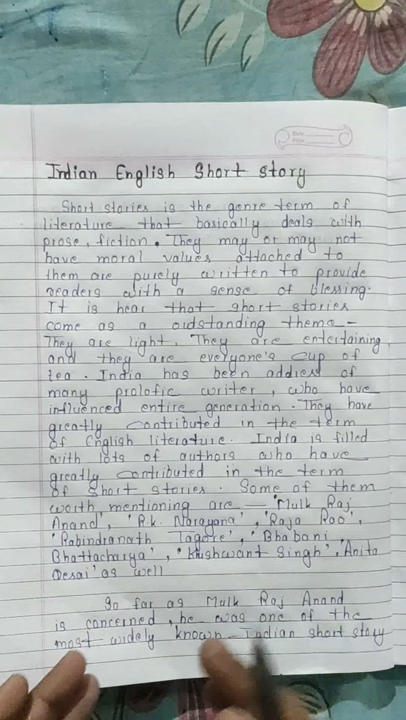 Indian English Short Story
Short stories is the genre term of
literature that basically deals with
prose, fiction. They may or may not
have moral values attached to
them are purely written to provide
readers with a sense of blessing.
It is hear that short stories
come as a oudstanding theme -
They are light. They are entertaining,
and they are everyone's cup of
tea. India has been address of
many prolofic writer, who have
influenced entire generation. They have
greatly contributed in the term
of English literature. India is filled
with lots of authors who have
greatly contributed in the term
of short stories. Some of them
worth mentioning are - 'Mulk Raj
Anand, 'R.k. Narayana', 'Raja Rao',
'Rabindranath Tagore', 'Bhabani
Bhattacharya', 'Khushwant Singh', 'Anita
Desai' as well
So far as Mulk Raj Anand
is concerned, he was one of the
most widely known Indian short story